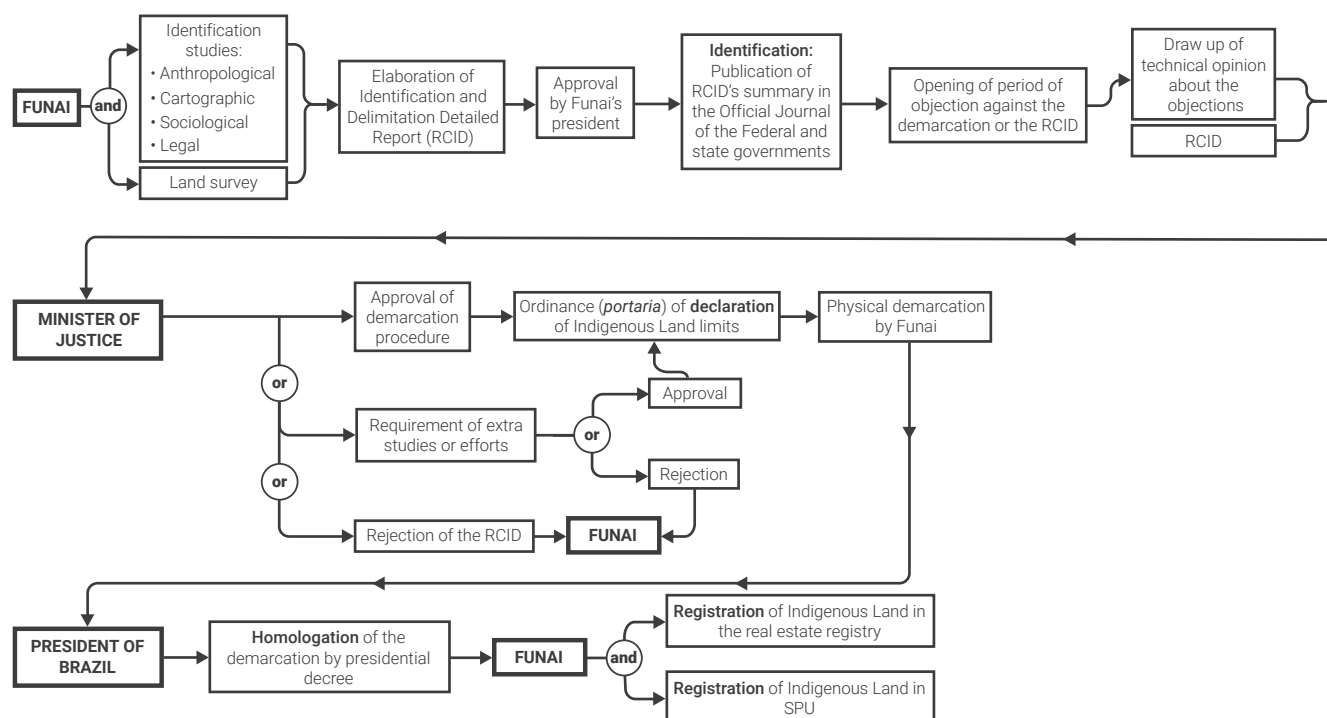 FUNAI
and
Identification
studies:
• Anthropological
• Cartographic
• Sociological
• Legal
Land survey
Elaboration of
Identification and
Delimitation Detailed
Report (RCID)
Approval
by Funai's
president
Identification:
Publication of
RCID's summary in
the Official Journal
of the Federal and
state governments
Opening of period of
objection against the
demarcation or the RCID
Draw up of
technical opinion
about the
objections
RCID
MINISTER OF
JUSTICE
or
or
Approval of
demarcation
procedure
Ordinance (portaria) of declaration
of Indigenous Land limits
Physical demarcation
by Funai
Requirement of extra
studies or efforts
or
Approval
Rejection
Rejection of the RCID
FUNAI
PRESIDENT OF
BRAZIL
Homologation of the
demarcation by presidential
decree
FUNAI
and
Registration of Indigenous Land in
the real estate registry
Registration of Indigenous Land in
SPU